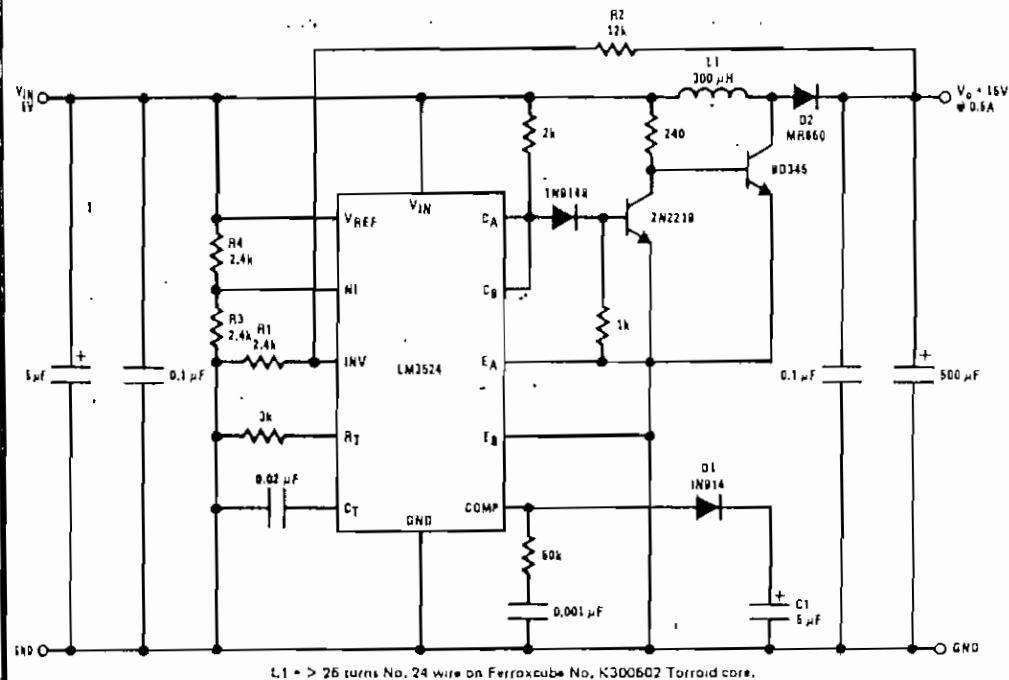 R2
12k
L1
300 µH
VIN
5V
VO = 15V
@ 0.5A
D2
MR850
2k
240
BD345
1N914B
2N2219
VIN
VREF
CA
R4
2.4k
NI
CB
R3
2.4k
R1
2.4k
1k
INV
LM3524
EA
5 µF
+
0.1 µF
0.1 µF
+
500 µF
3k
RT
EB
0.02 µF
D1
1N914
CT
COMP
GND
60k
0.001 µF
+
C1
5 µF
GND
GND
L1 = > 25 turns No. 24 wire on Ferroxcube No. K300502 Torroid core.